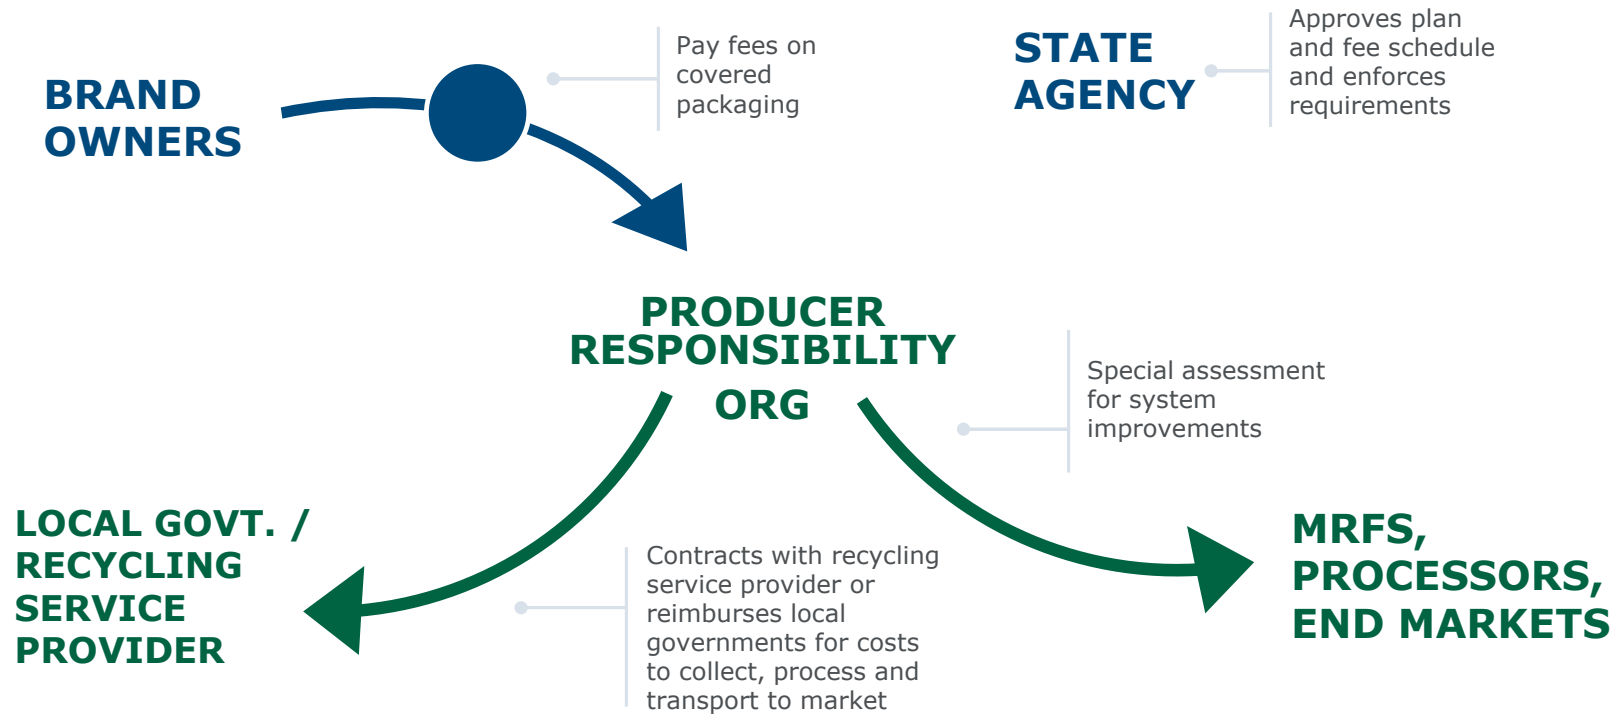 BRAND
OWNERS
Pay fees on
covered
packaging
STATE
AGENCY
Approves plan
and fee schedule
and enforces
requirements
PRODUCER
RESPONSIBILITY
ORG
Special assessment
for system
improvements
LOCAL GOVT. /
RECYCLING
SERVICE
PROVIDER
Contracts with recycling
service provider or
reimburses local
governments for costs
to collect, process and
transport to market
MRFS,
PROCESSORS,
END MARKETS